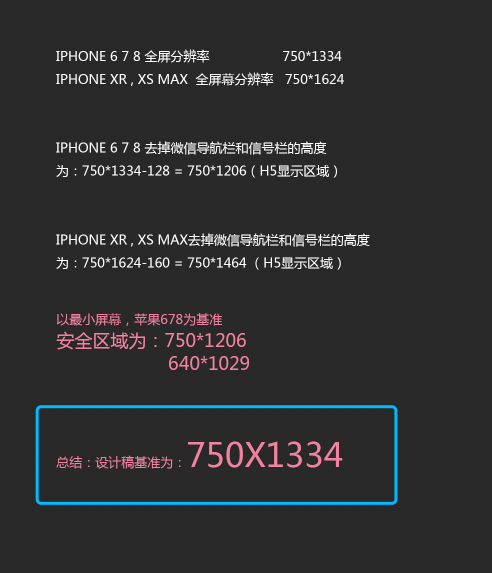 IPHONE 6 7 8 全屏分辨率 750*1334
IPHONE XR , XS MAX 全屏幕分辨率 750*1624
IPHONE 6 7 8 去掉微信导航栏和信号栏的高度
为：750*1334-128 = 750*1206（ H5显示区域 ）
IPHONE XR , XS MAX去掉微信导航栏和信号栏的高度
为：750*1624-160 = 750*1464 （ H5显示区域 ）
以最小屏幕，苹果678为基准
安全区域为：750*1206
640*1029
总结：设计稿基准为：750X1334